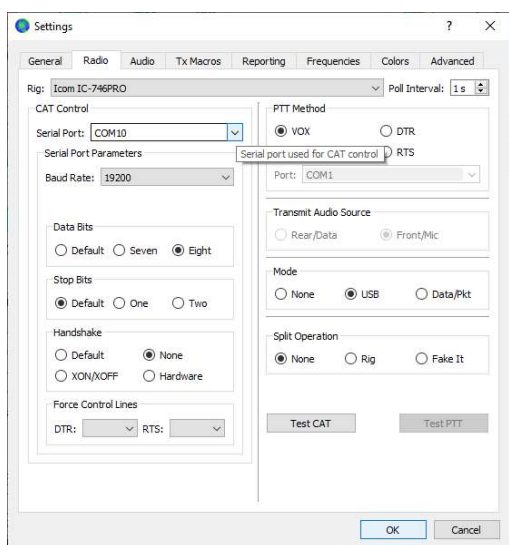 Settings
? X
General Radio Audio Tx Macros Reporting Frequencies Colors Advanced
Rig: Icom IC-746PRO Poll Interval: 1 s
CAT Control
Serial Port: COM10
Serial port used for CAT control
Serial Port Parameters
Baud Rate: 19200
Data Bits
Default Seven Eight
Stop Bits
Default One Two
Handshake
Default None
XON/XOFF Hardware
Force Control Lines
DTR: RTS:
PTT Method
VOX DTR
RTS
Port: COM1
Transmit Audio Source
Rear/Data Front/Mic
Mode
None USB Data/Pkt
Split Operation
None Rig Fake It
Test CAT Test PTT
OK Cancel